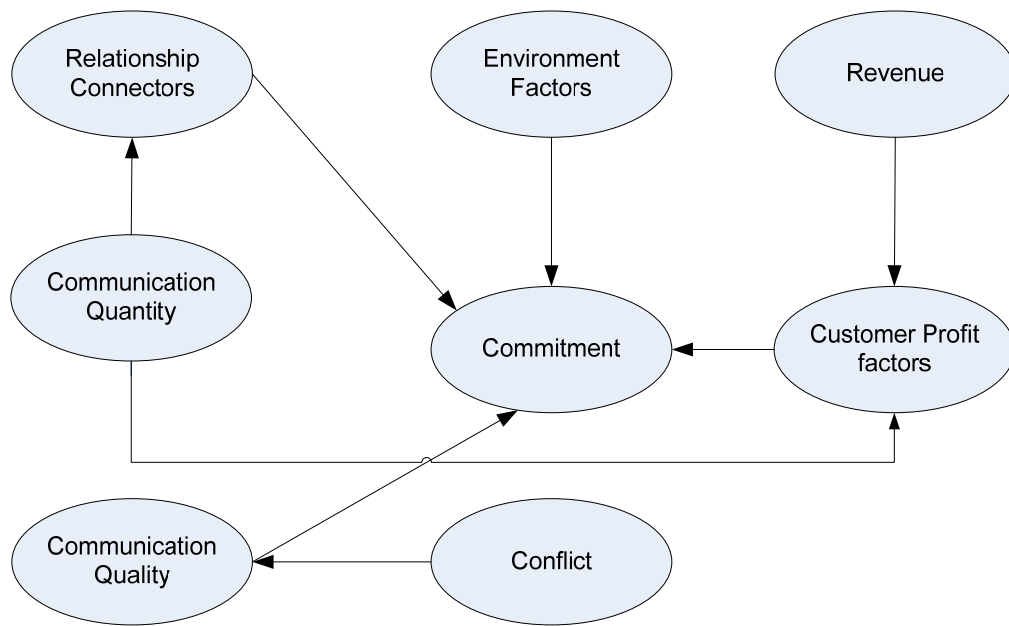 Relationship
Connectors
Environment
Factors
Revenue
Communication
Quantity
Commitment
Customer Profit
factors
Communication
Quality
Conflict